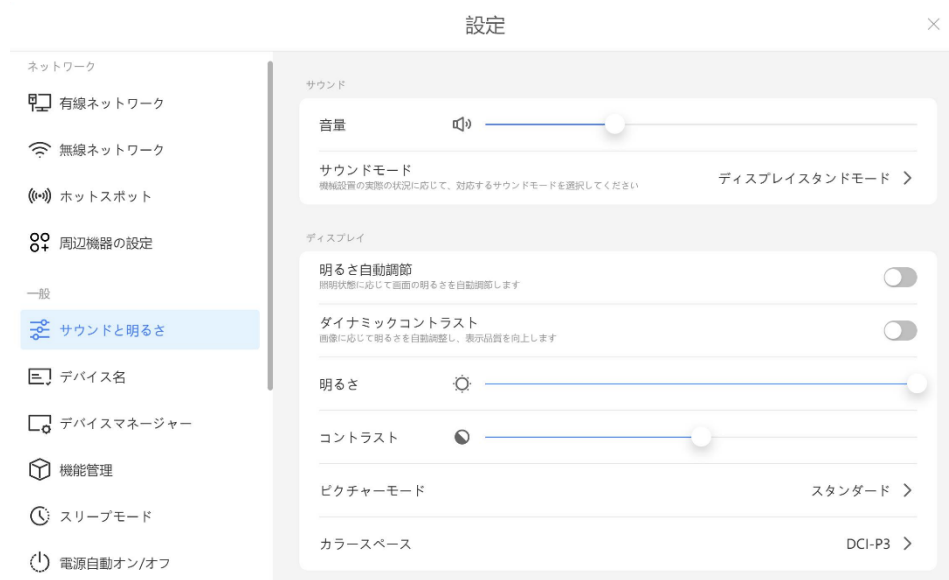 設定
ネットワーク
有線ネットワーク
無線ネットワーク
ホットスポット
周辺機器の設定
一般
サウンドと明るさ
デバイス名
デバイスマネージャー
機能管理
スリープモード
電源自動オン/オフ
サウンド
音量
サウンドモード
機械設置の実際の状況に応じて、対応するサウンドモードを選択してください
ディスプレイスタンドモード
ディスプレイ
明るさ自動調節
照明状態に応じて画面の明るさを自動調節します
ダイナミックコントラスト
画像に応じて明るさを自動調整し、表示品質を向上します
明るさ
コントラスト
ピクチャーモード
スタンダード
カラースペース
DCI-P3